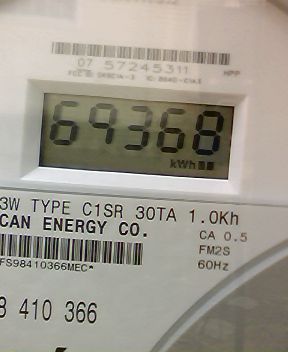 07 57245311 HPP
69368
kWh
3W TYPE C1SR 30TA 1.0Kh
CAN ENERGY CO.
CA 0.5
FM2S
FS98410366MEC*
60Hz
8 410 366